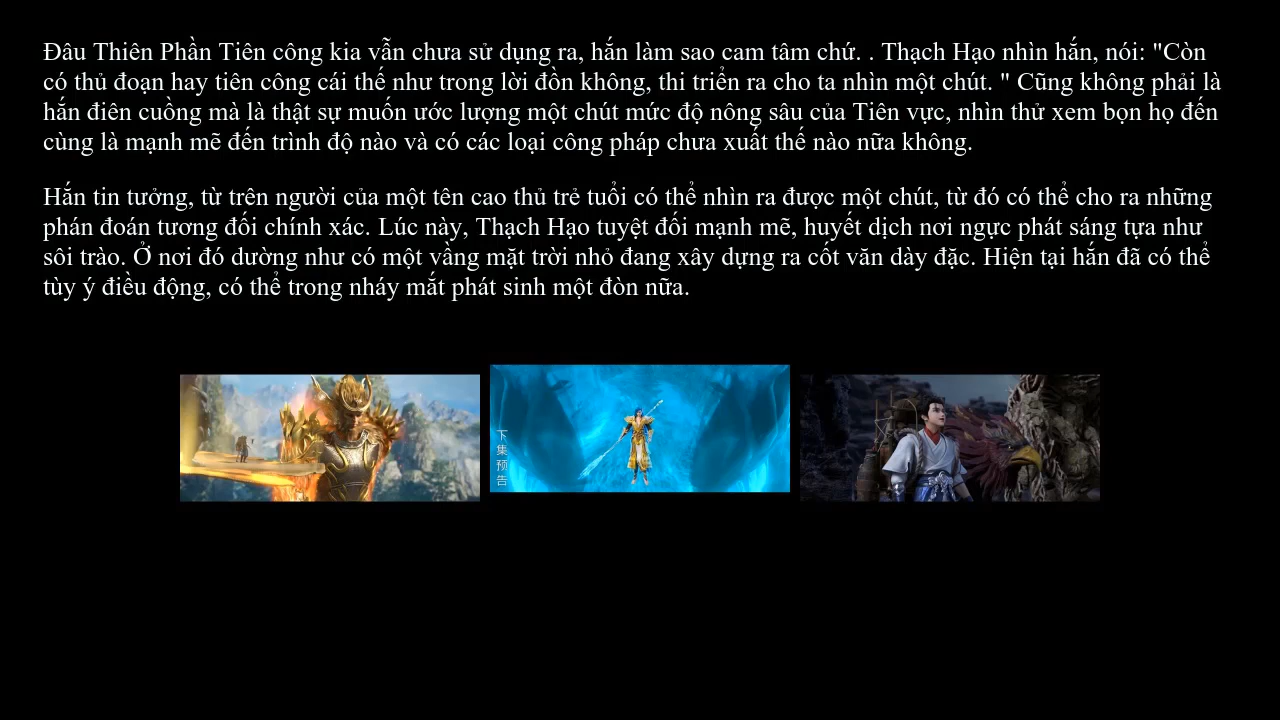 Đâu Thiên Phần Tiên công kia vẫn chưa sử dụng ra, hắn làm sao cam tâm chứ. . Thạch Hạo nhìn hắn, nói: "Còn
có thủ đoạn hay tiên công cái thế như trong lời đồn không, thi triển ra cho ta nhìn một chút. " Cũng không phải là
hắn điên cuồng mà là thật sự muốn ước lượng một chút mức độ nông sâu của Tiên vực, nhìn thử xem bọn họ đến
cùng là mạnh mẽ đến trình độ nào và có các loại công pháp chưa xuất thế nào nữa không.
Hắn tin tưởng, từ trên người của một tên cao thủ trẻ tuổi có thể nhìn ra được một chút, từ đó có thể cho ra những
phán đoán tương đối chính xác. Lúc này, Thạch Hạo tuyệt đối mạnh mẽ, huyết dịch nơi ngực phát sáng tựa như
sôi trào. Ở nơi đó dường như có một vầng mặt trời nhỏ đang xây dựng ra cốt văn dày đặc. Hiện tại hắn đã có thể
tùy ý điều động, có thể trong nháy mắt phát sinh một đòn nữa.
下集预告